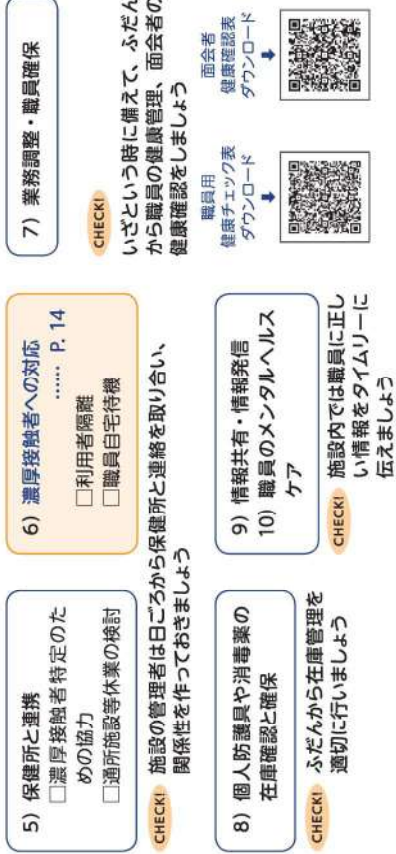 5）保健所と連携
□濃厚接触者特定のた
めの協力
□通所施設等休業の検討
CHECK!
施設の管理者は日ごろから保健所と連絡を取り合い、
関係性を作っておきましょう
6）濃厚接触者への対応
…… P. 14
□利用者隔離
□職員自宅待機
7）業務調整・職員確保
CHECK!
いざという時に備えて、ふだん
から職員の健康管理、面会者の
健康確認をしましょう
職員用
健康チェック表
ダウンロード
面会者
健康確認表
ダウンロード
8）個人防護具や消毒薬の
在庫確認と確保
CHECK!
ふだんから在庫管理を
適切に行いましょう
9）情報共有・情報発信
10）職員のメンタルヘルス
ケア
CHECK!
施設内では職員に正し
い情報をタイムリーに
伝えましょう